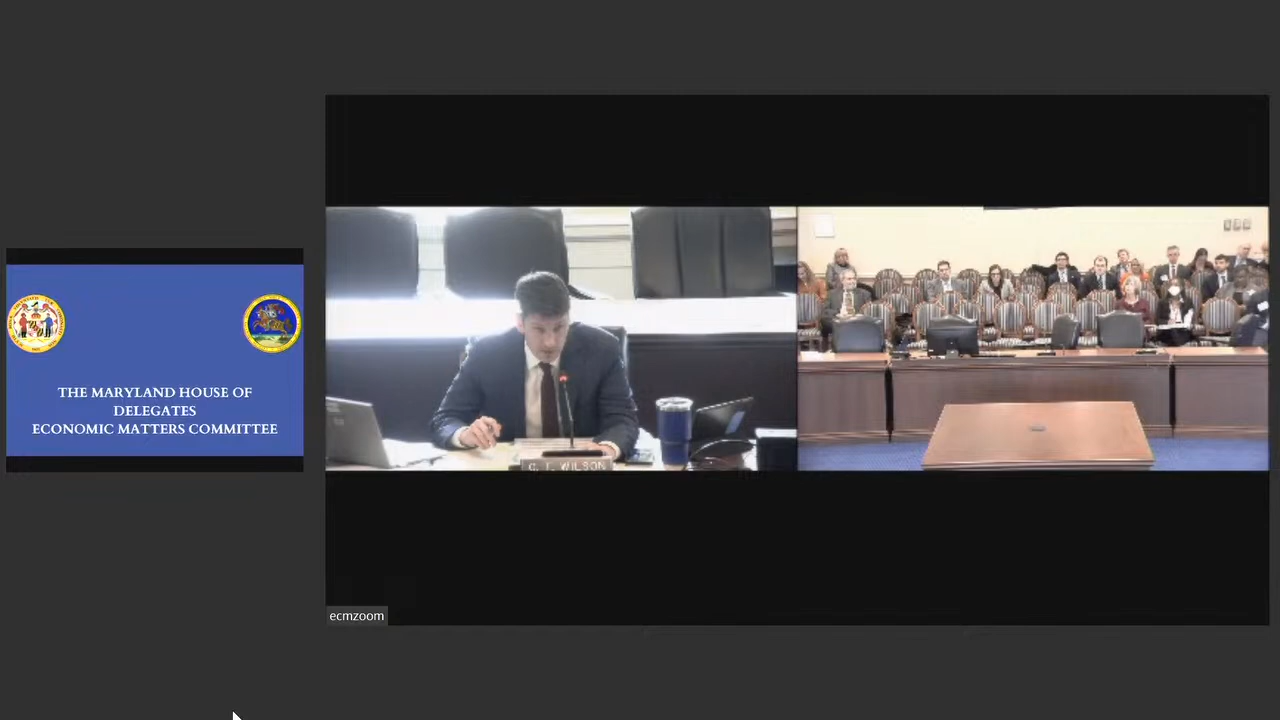 THE MARYLAND HOUSE OF
DELEGATES
ECONOMIC MATTERS COMMITTEE
C. T. WILSON
ecmzoom